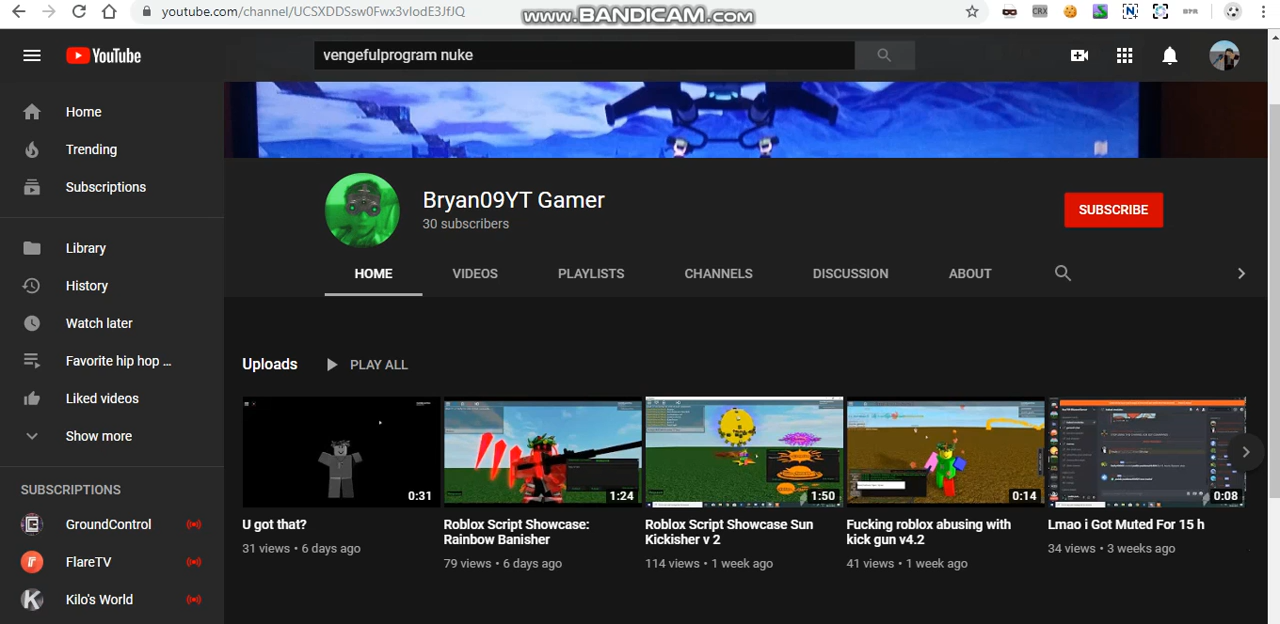 youtube.com/channel/UCSXDDSsw0Fwx3vIodE3JfJQ
www.BANDICAM.com
CRX
YouTube
vengefulprogram nuke
Home
Trending
Subscriptions
Library
History
Watch later
Favorite hip hop ...
Liked videos
Show more
SUBSCRIPTIONS
GroundControl
FlareTV
Kilo's World
Bryan09YT Gamer
30 subscribers
SUBSCRIBE
HOME
VIDEOS
PLAYLISTS
CHANNELS
DISCUSSION
ABOUT
Uploads
PLAY ALL
0:31
U got that?
31 views • 6 days ago
1:24
Roblox Script Showcase:
Rainbow Banisher
79 views • 6 days ago
1:50
Roblox Script Showcase Sun
Kickisher v 2
114 views • 1 week ago
0:14
Fucking roblox abusing with
kick gun v4.2
41 views • 1 week ago
0:08
Lmao i Got Muted For 15 h
34 views • 3 weeks ago